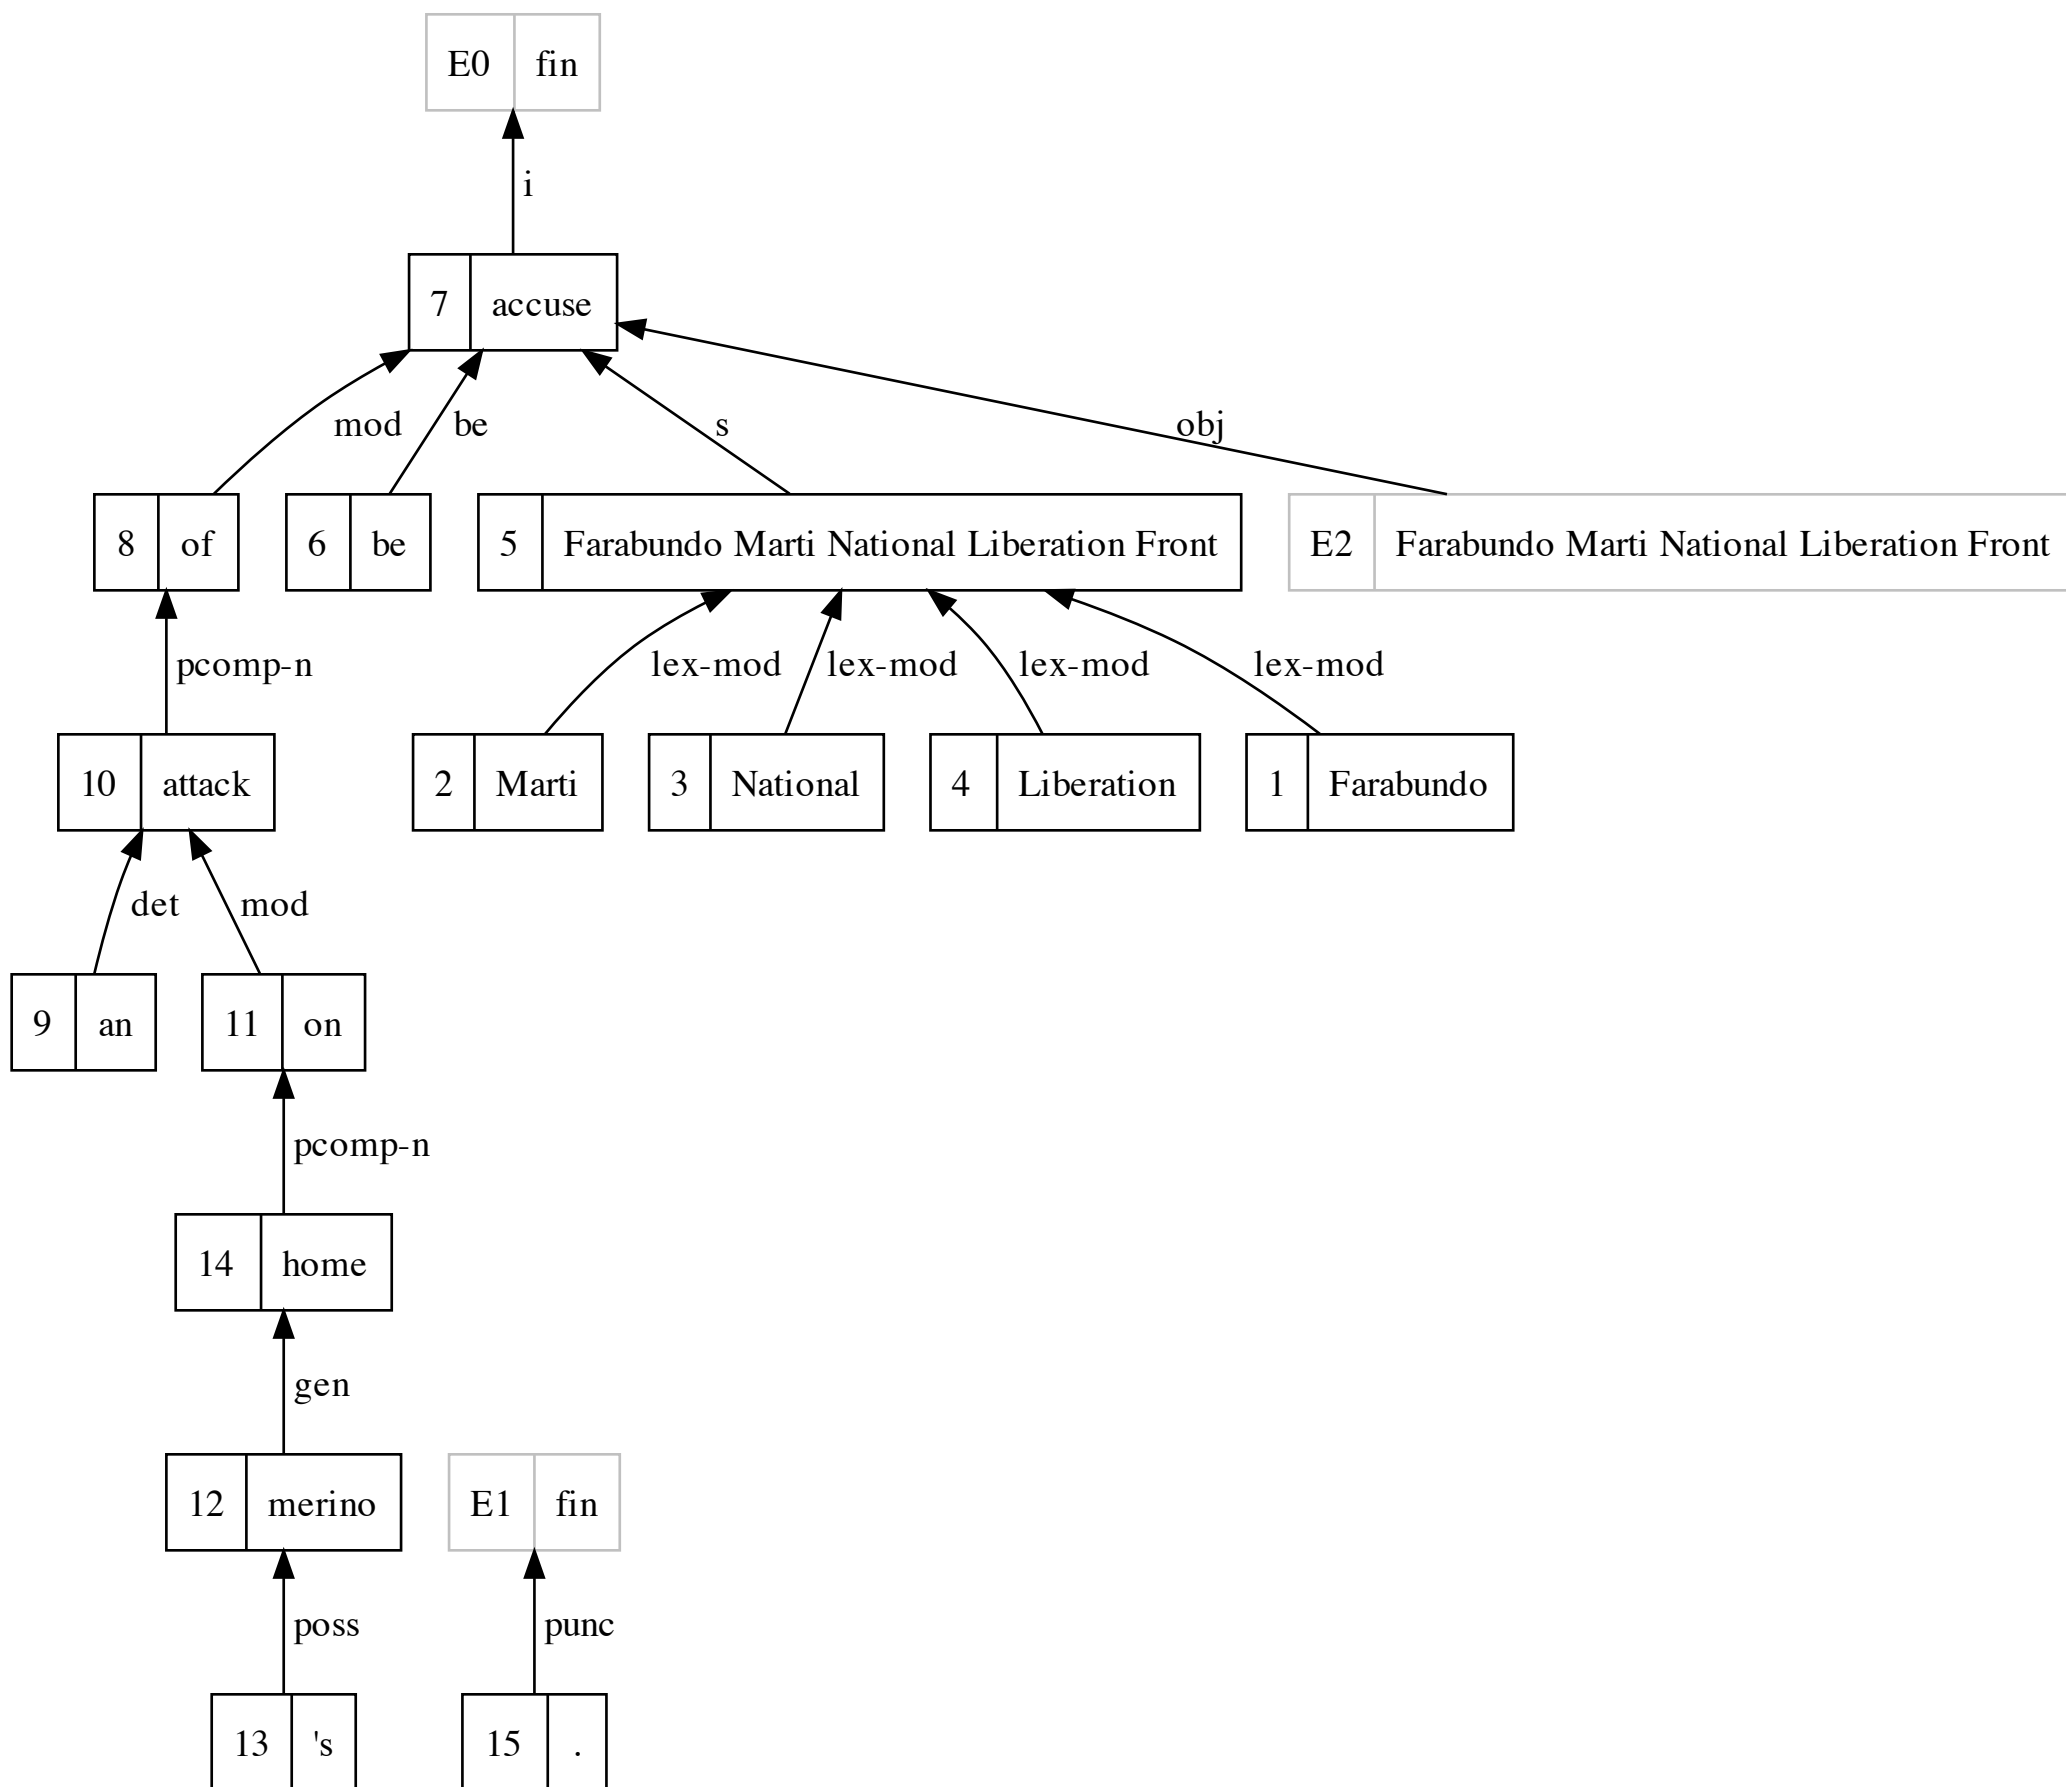 E0 fin
i
7 accuse
mod be s obj
8 of 6 be 5 Farabundo Marti National Liberation Front E2 Farabundo Marti National Liberation Front
pcomp-n lex-mod lex-mod lex-mod lex-mod
10 attack 2 Marti 3 National 4 Liberation 1 Farabundo
det mod
9 an 11 on
pcomp-n
14 home
gen
12 merino E1 fin
poss punc
13 's 15 .